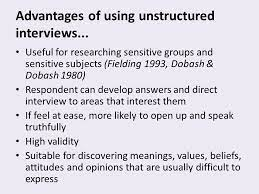 Advantages of using unstructured
interviews...
• Useful for researching sensitive groups and
sensitive subjects (Fielding 1993, Dobash &
Dobash 1980)
• Respondent can develop answers and direct
interview to areas that interest them
• If feel at ease, more likely to open up and speak
truthfully
• High validity
• Suitable for discovering meanings, values, beliefs,
attitudes and opinions that are usually difficult to
express